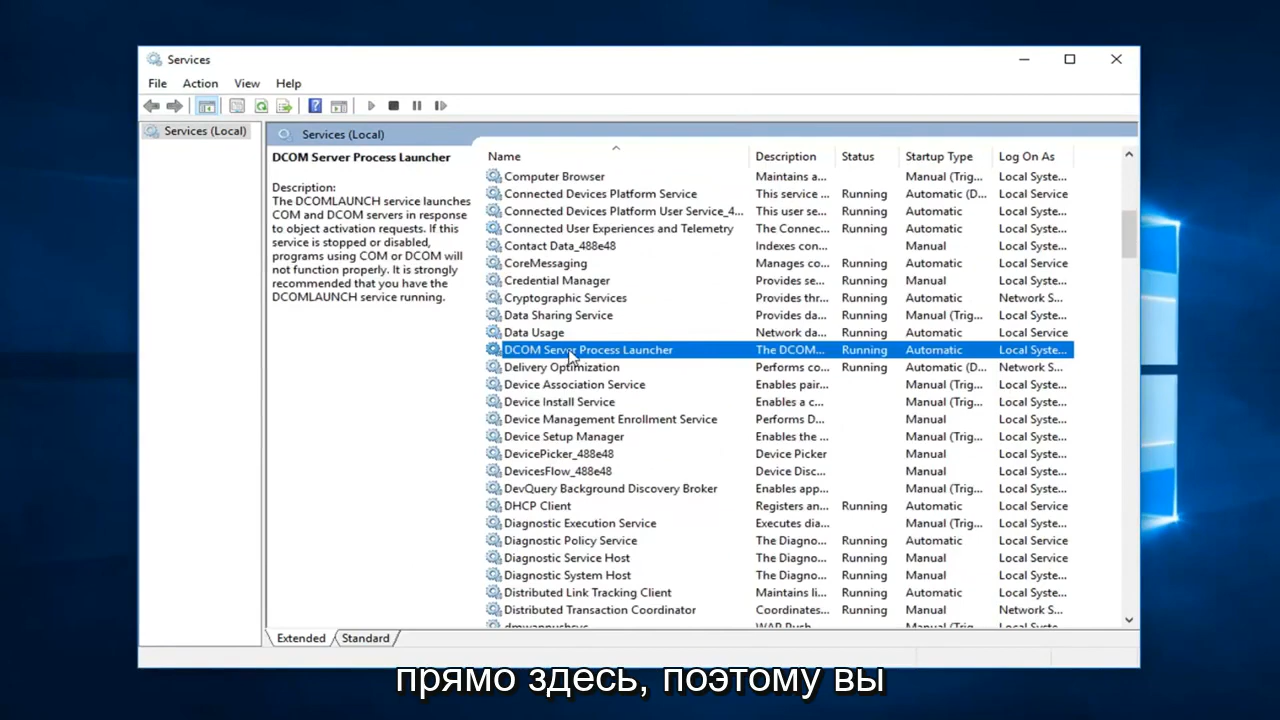 Services
File Action View Help
Services (Local)
Services (Local)
DCOM Server Process Launcher
Description:
The DCOMLAUNCH service launches
COM and DCOM servers in response
to object activation requests. If this
service is stopped or disabled,
programs using COM or DCOM will
not function properly. It is strongly
recommended that you have the
DCOMLAUNCH service running.
Name Description Status Startup Type Log On As
Computer Browser Maintains a... Manual (Trig... Local Syste...
Connected Devices Platform Service This service ... Running Automatic (D... Local Service
Connected Devices Platform User Service_4... This user se... Running Automatic Local Syste...
Connected User Experiences and Telemetry The Connec... Running Automatic Local Syste...
Contact Data_488e48 Indexes con... Manual Local Syste...
CoreMessaging Manages co... Running Automatic Local Service
Credential Manager Provides se... Running Manual Local Syste...
Cryptographic Services Provides thr... Running Automatic Network S...
Data Sharing Service Provides da... Running Manual (Trig... Local Syste...
Data Usage Network da... Running Automatic Local Service
DCOM Server Process Launcher The DCOM... Running Automatic Local Syste...
Delivery Optimization Performs co... Running Automatic (D... Network S...
Device Association Service Enables pair... Manual (Trig... Local Syste...
Device Install Service Enables a c... Manual (Trig... Local Syste...
Device Management Enrollment Service Performs D... Manual Local Syste...
Device Setup Manager Enables the ... Manual (Trig... Local Syste...
DevicePicker_488e48 Device Picker Manual Local Syste...
DevicesFlow_488e48 Device Disc... Manual Local Syste...
DevQuery Background Discovery Broker Enables app... Manual (Trig... Local Syste...
DHCP Client Registers an... Running Automatic Local Service
Diagnostic Execution Service Executes dia... Manual (Trig... Local Syste...
Diagnostic Policy Service The Diagno... Running Automatic Local Service
Diagnostic Service Host The Diagno... Running Manual Local Service
Diagnostic System Host The Diagno... Running Manual Local Syste...
Distributed Link Tracking Client Maintains li... Running Automatic Local Syste...
Distributed Transaction Coordinator Coordinates... Running Manual Network S...
Extended Standard
прямо здесь, поэтому вы